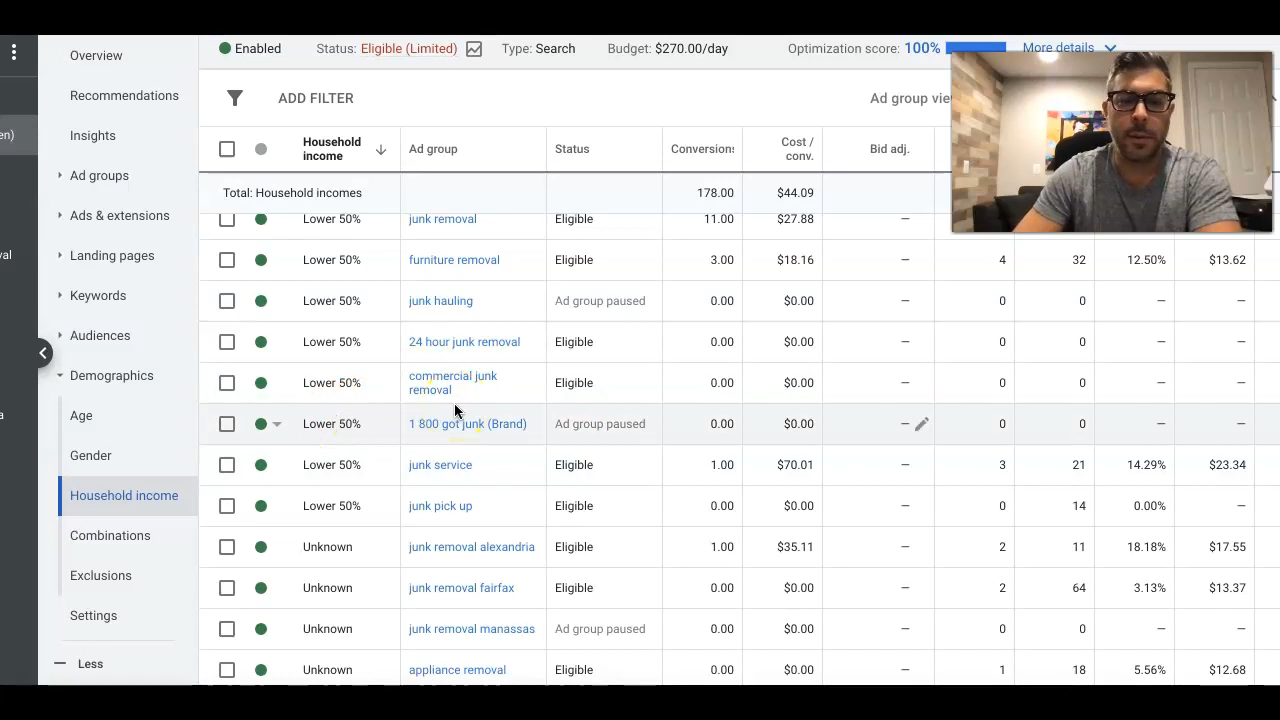 Overview
Recommendations
Insights
Ad groups
Ads & extensions
Landing pages
Keywords
Audiences
Demographics
Age
Gender
Household income
Combinations
Exclusions
Settings
Less
en)
val
a
Enabled Status: Eligible (Limited) Type: Search Budget: $270.00/day Optimization score: 100% More details
ADD FILTER Ad group vie
Household income Ad group Status Conversions Cost / conv. Bid adj.
Total: Household incomes 178.00 $44.09
Lower 50% junk removal Eligible 11.00 $27.88 —
Lower 50% furniture removal Eligible 3.00 $18.16 — 4 32 12.50% $13.62
Lower 50% junk hauling Ad group paused 0.00 $0.00 — 0 0 — —
Lower 50% 24 hour junk removal Eligible 0.00 $0.00 — 0 0 — —
Lower 50% commercial junk removal Eligible 0.00 $0.00 — 0 0 — —
Lower 50% 1 800 got junk (Brand) Ad group paused 0.00 $0.00 — 0 0 — —
Lower 50% junk service Eligible 1.00 $70.01 — 3 21 14.29% $23.34
Lower 50% junk pick up Eligible 0.00 $0.00 — 0 14 0.00% —
Unknown junk removal alexandria Eligible 1.00 $35.11 — 2 11 18.18% $17.55
Unknown junk removal fairfax Eligible 0.00 $0.00 — 2 64 3.13% $13.37
Unknown junk removal manassas Ad group paused 0.00 $0.00 — 0 0 — —
Unknown appliance removal Eligible 0.00 $0.00 — 1 18 5.56% $12.68